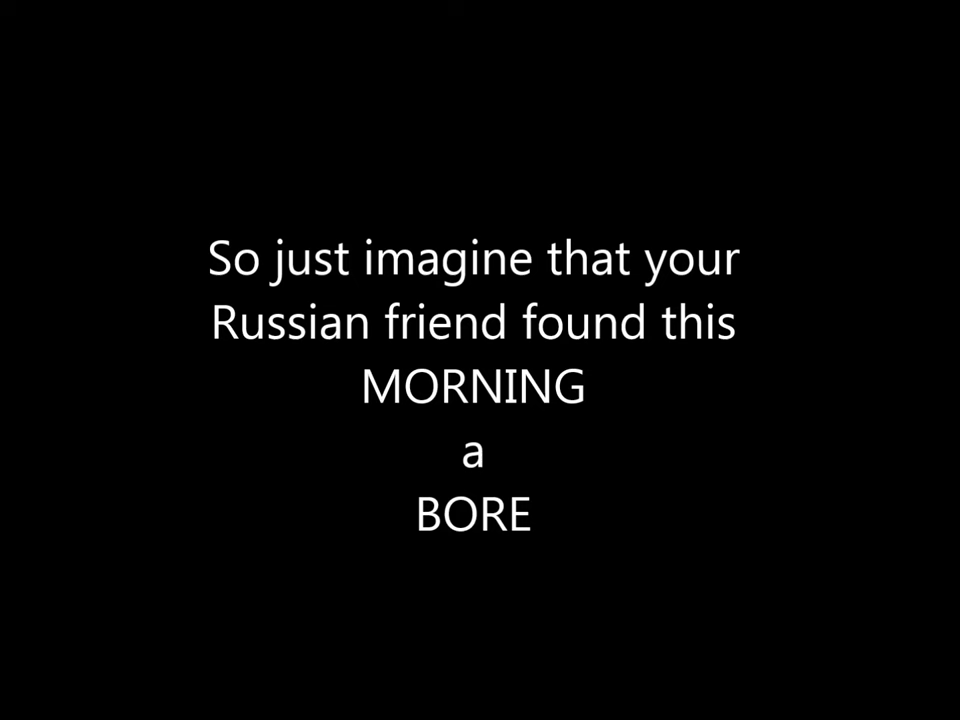 So just imagine that your
Russian friend found this
MORNING
a
BORE